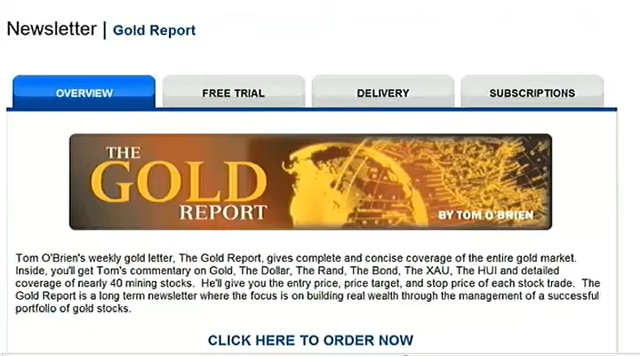 Newsletter | Gold Report
OVERVIEW
FREE TRIAL
DELIVERY
SUBSCRIPTIONS
THE
GOLD
REPORT
BY TOM O'BRIEN
Tom O'Brien's weekly gold letter, The Gold Report, gives complete and concise coverage of the entire gold market.
Inside, you'll get Tom's commentary on Gold, The Dollar, The Rand, The Bond, The XAU, The HUI and detailed
coverage of nearly 40 mining stocks. He'll give you the entry price, price target, and stop price of each stock trade. The
Gold Report is a long term newsletter where the focus is on building real wealth through the management of a successful
portfolio of gold stocks.
CLICK HERE TO ORDER NOW